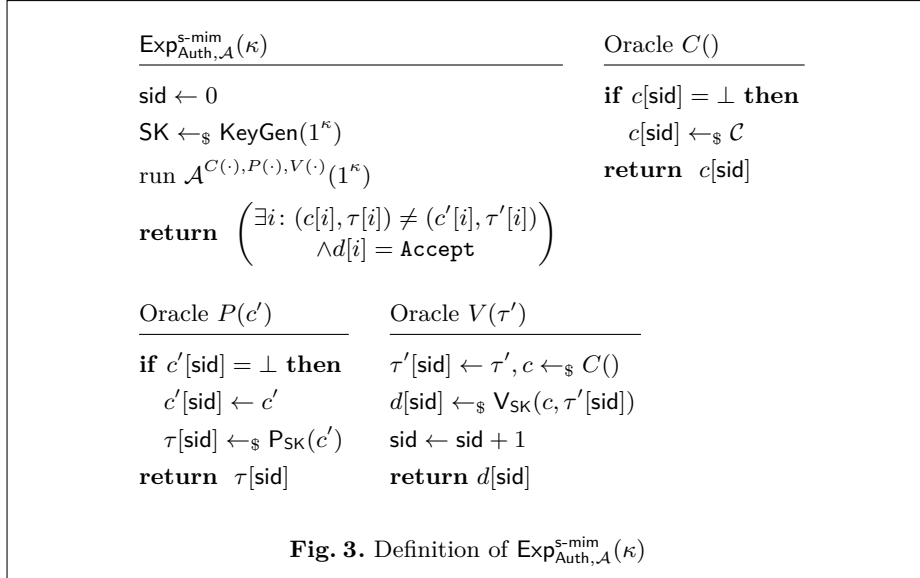 Exp^{s-mim}_{Auth,𝒜}(κ)
sid ← 0
SK ←$ KeyGen(1^κ)
run 𝒜^{C(·),P(·),V(·)}(1^κ)
return (∃i: (c[i], τ[i]) ≠ (c′[i], τ′[i])
∧d[i] = Accept)
Oracle C()
if c[sid] = ⊥ then
c[sid] ←$ 𝒞
return c[sid]
Oracle P(c′)
if c′[sid] = ⊥ then
c′[sid] ← c′
τ[sid] ←$ P_SK(c′)
return τ[sid]
Oracle V(τ′)
τ′[sid] ← τ′, c ←$ C()
d[sid] ←$ V_SK(c, τ′[sid])
sid ← sid + 1
return d[sid]
Fig. 3. Definition of Exp^{s-mim}_{Auth,𝒜}(κ)